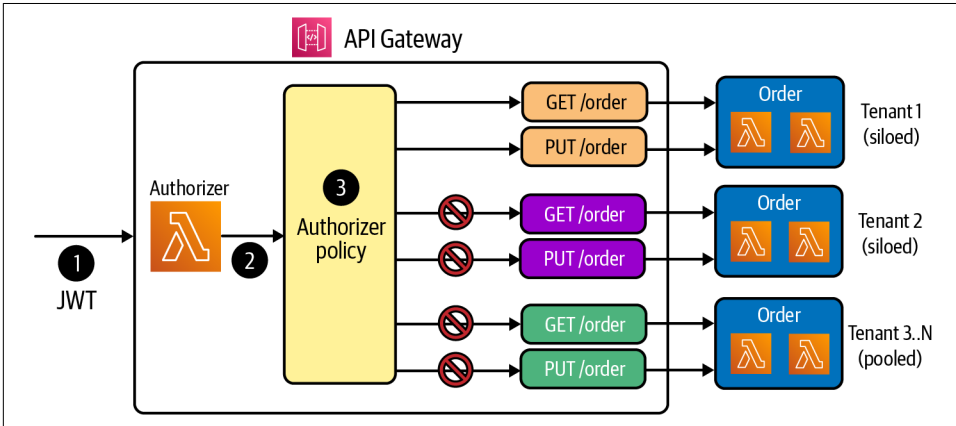 API Gateway
GET /order
PUT /order
Order
Tenant 1
(siloed)
Authorizer
1
JWT
2
3
Authorizer
policy
GET /order
PUT /order
Order
Tenant 2
(siloed)
GET /order
PUT /order
Order
Tenant 3..N
(pooled)